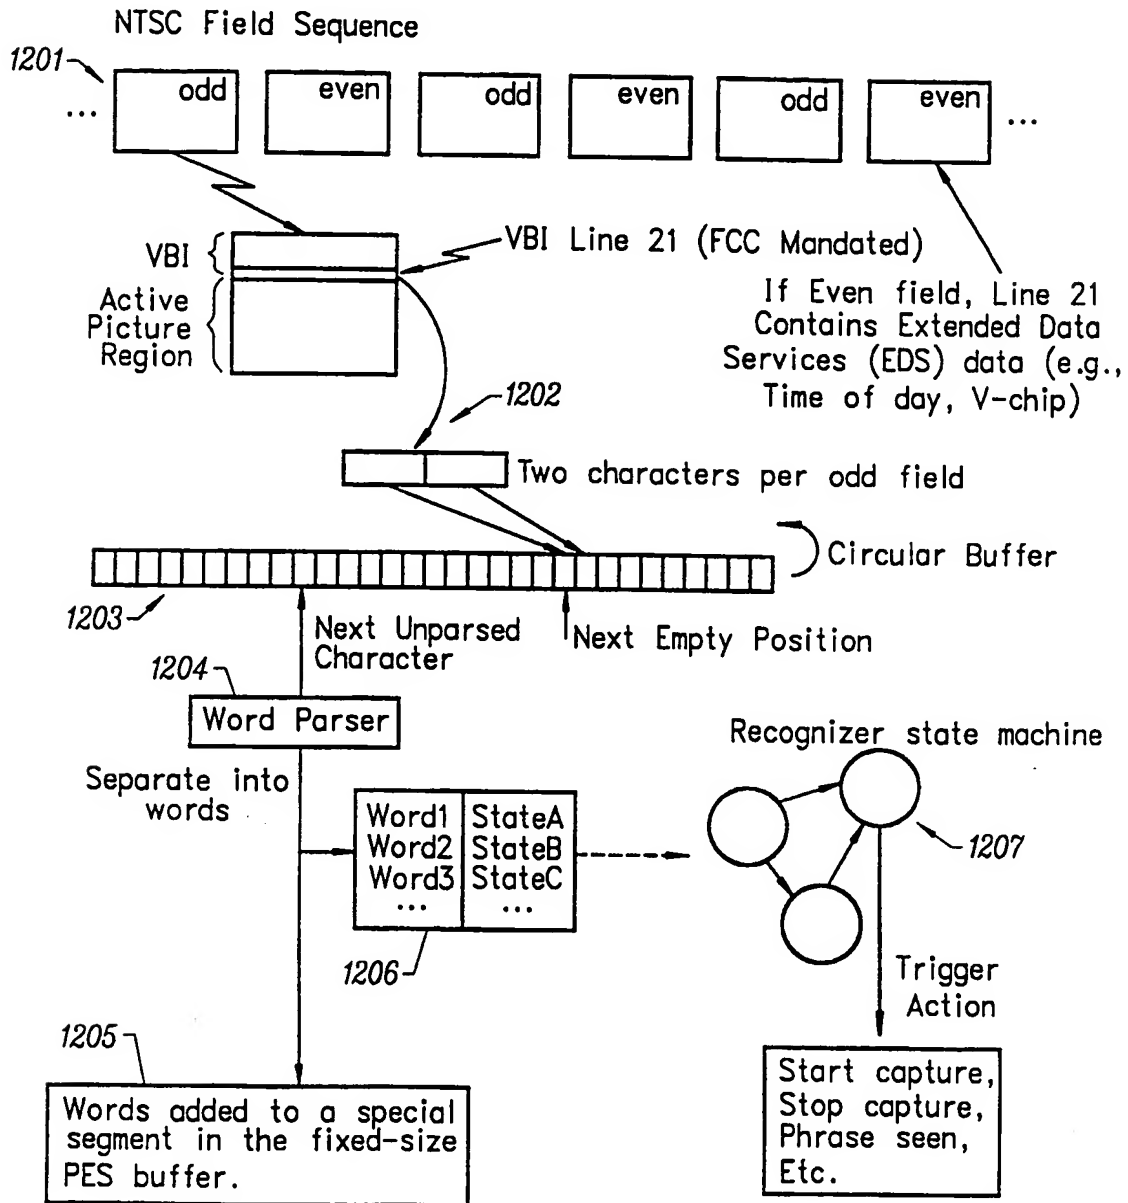 NTSC Field Sequence
1201
... odd even odd even odd even ...
VBI
VBI Line 21 (FCC Mandated)
Active
Picture
Region
If Even field, Line 21
Contains Extended Data
Services (EDS) data (e.g.,
Time of day, V-chip)
1202
Two characters per odd field
Circular Buffer
1203
Next Unparsed
Character
Next Empty Position
1204
Word Parser
Recognizer state machine
Separate into
words
Word1 StateA
Word2 StateB
Word3 StateC
... ...
1207
1206
Trigger
Action
1205
Words added to a special
segment in the fixed-size
PES buffer.
Start capture,
Stop capture,
Phrase seen,
Etc.